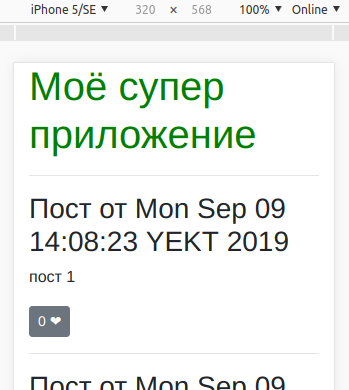 iPhone 5/SE ▼ 320 × 568 100% ▼ Online ▼
Моё супер
приложение
Пост от Mon Sep 09
14:08:23 YEKT 2019
пост 1
0 ❤
Пост от Mon Sep 09